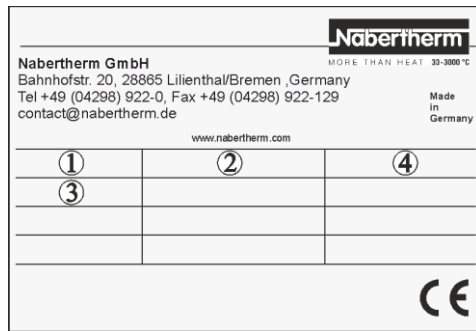 Nabertherm
MORE THAN HEAT 30-3000 °C
Nabertherm GmbH
Bahnhofstr. 20, 28865 Lilienthal/Bremen ,Germany
Tel +49 (04298) 922-0, Fax +49 (04298) 922-129
contact@nabertherm.de
Made
in
Germany
www.nabertherm.com
① ② ④
③
CE